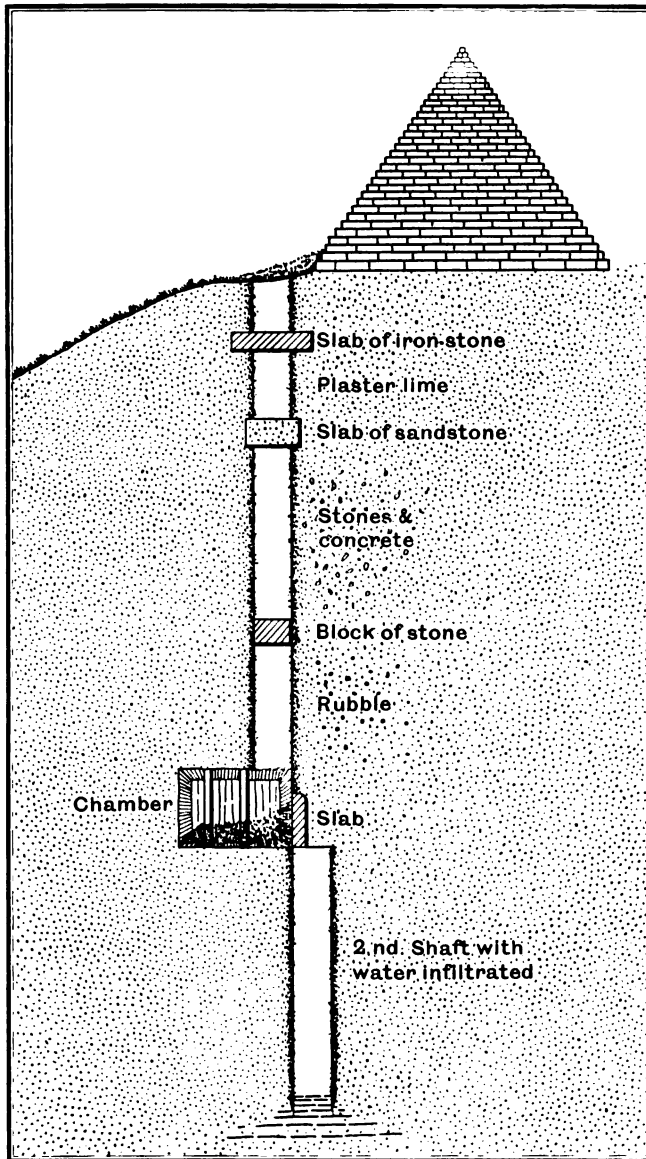 Slab of iron-stone
Plaster lime
Slab of sandstone
Stones &
concrete
Block of stone
Rubble
Chamber
Slab
2.nd. Shaft with
water infiltrated